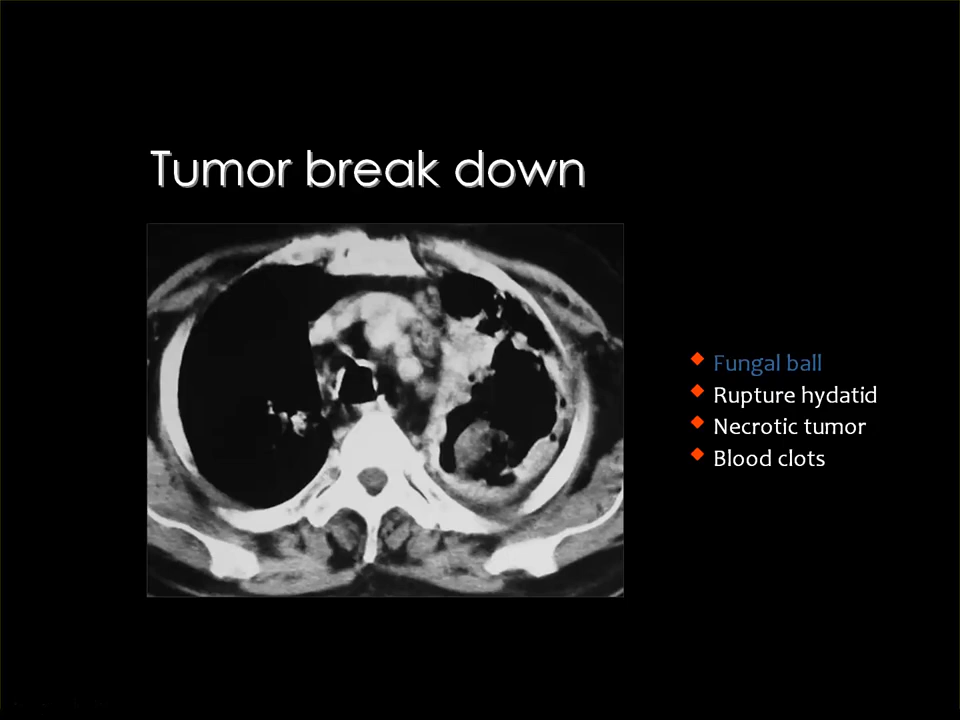 Tumor break down
Fungal ball
Rupture hydatid
Necrotic tumor
Blood clots